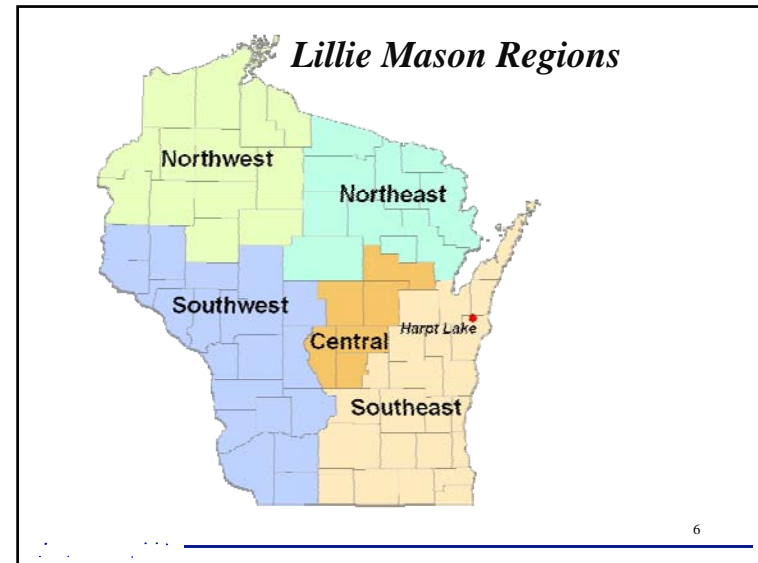 Lillie Mason Regions
Northwest
Northeast
Southwest
Harpt Lake
Central
Southeast
6